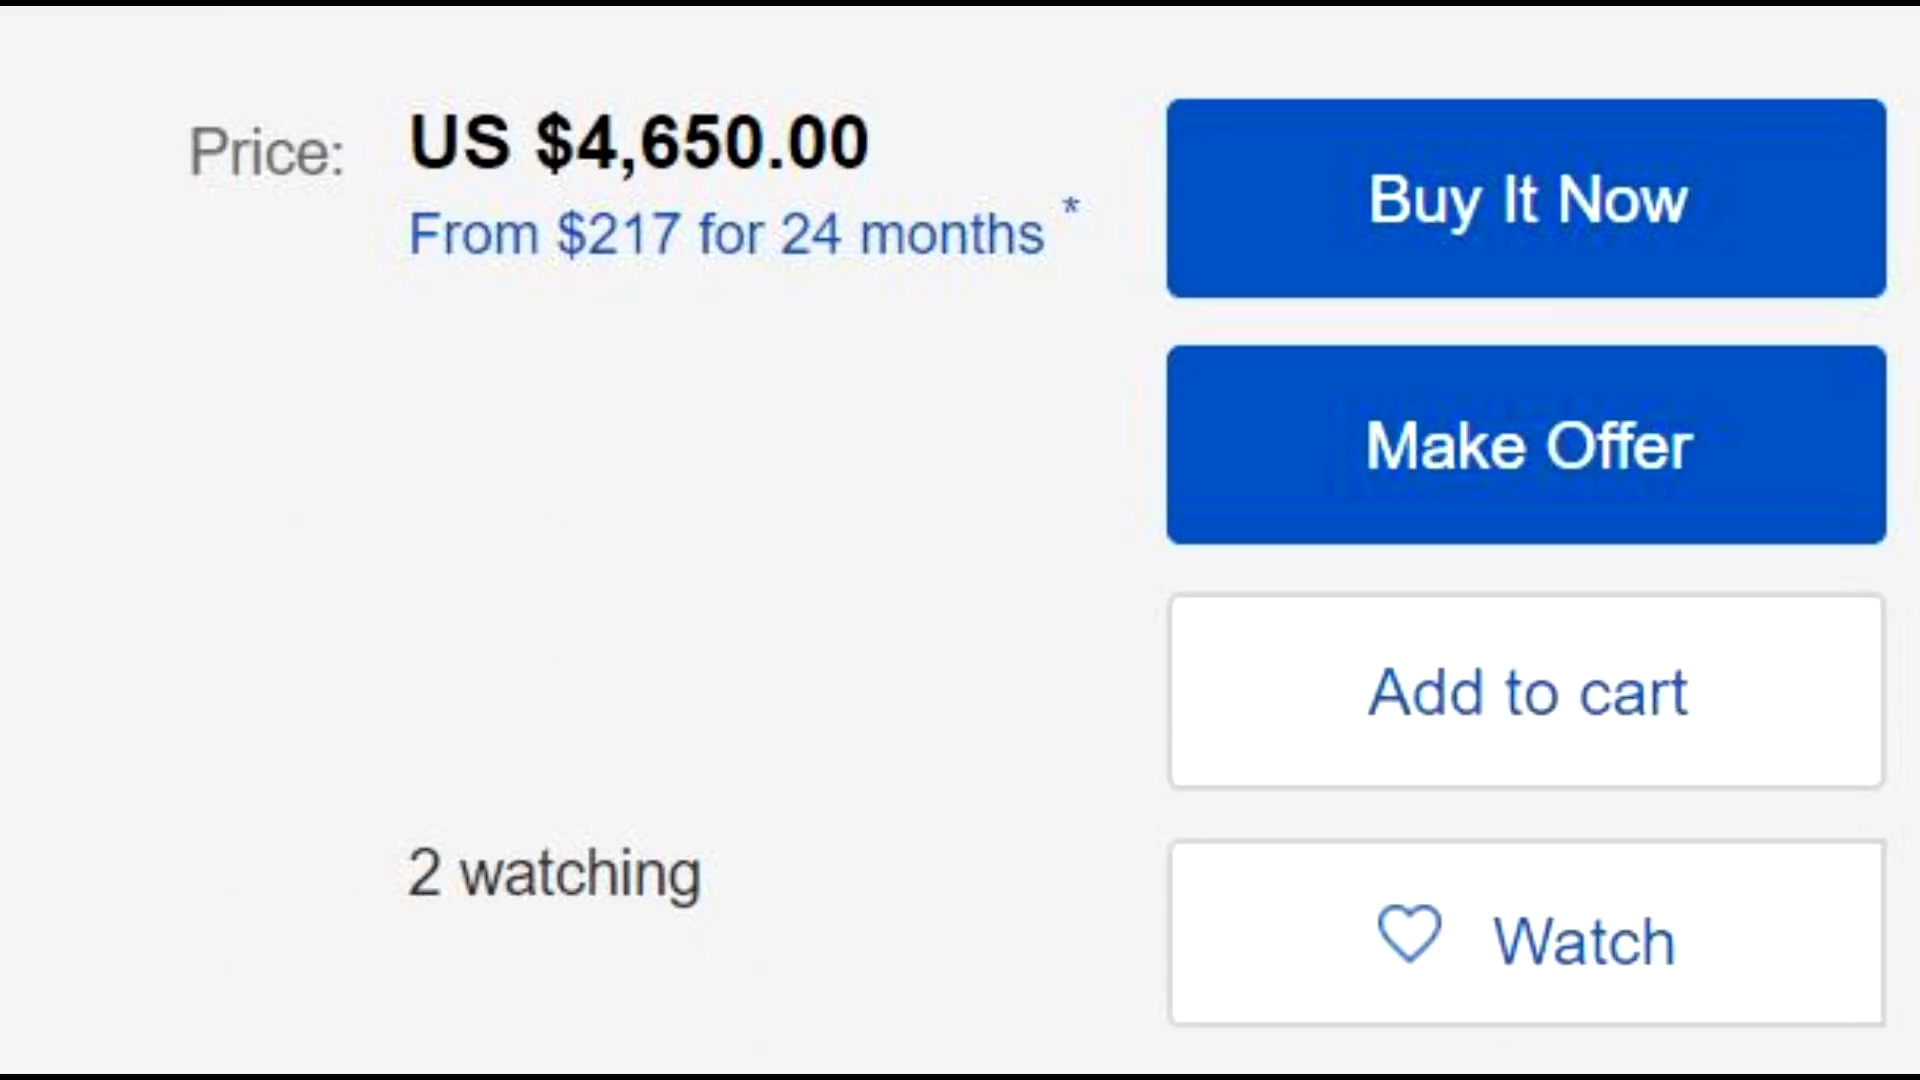 Price: US $4,650.00
From $217 for 24 months *
Buy It Now
Make Offer
Add to cart
2 watching
Watch